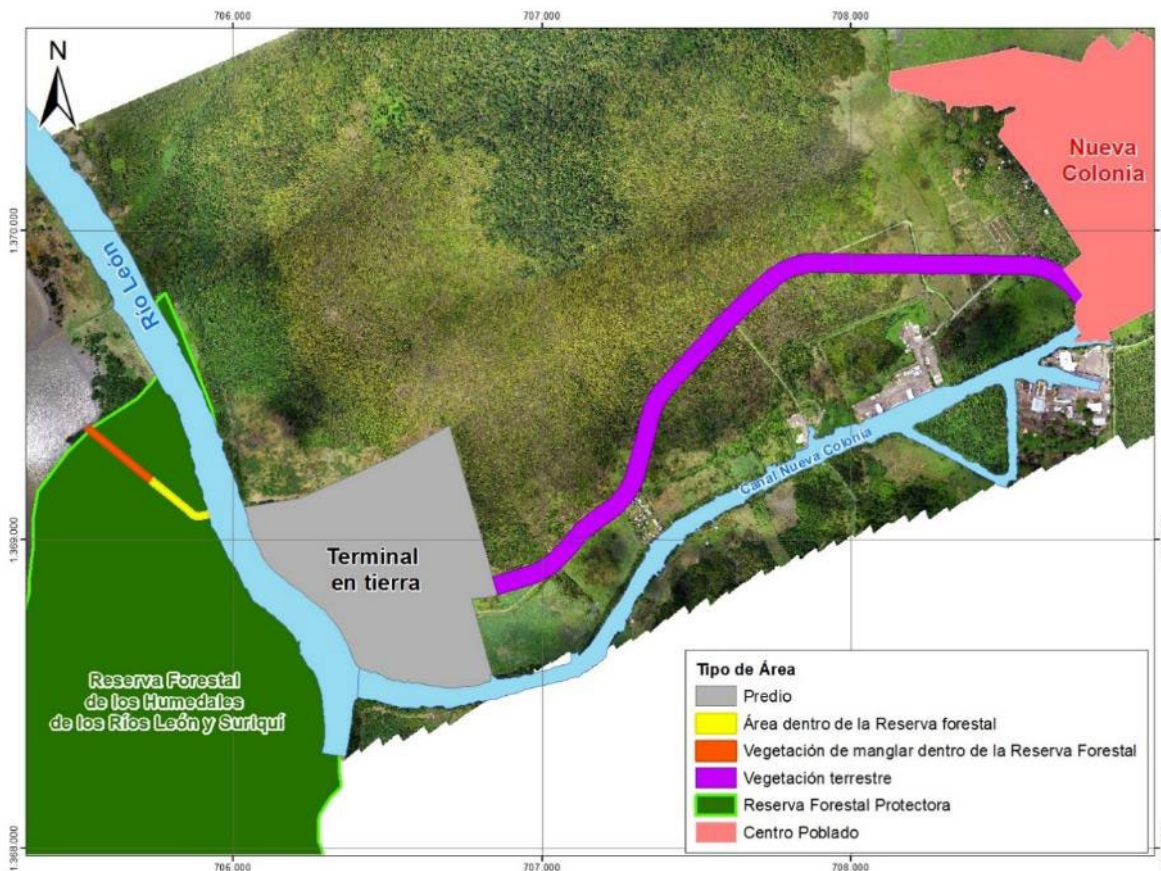 706.000
707.000
708.000
N
Nueva
Colonia
Río León
1.370.000
Canal Nueva Colonia
1.369.000
Terminal
en tierra
Reserva Forestal
de los Humedales
de los Ríos León y Suriquí
Tipo de Área
Predio
Área dentro de la Reserva forestal
Vegetación de manglar dentro de la Reserva Forestal
Vegetación terrestre
Reserva Forestal Protectora
Centro Poblado
1.368.000
706.000
707.000
708.000